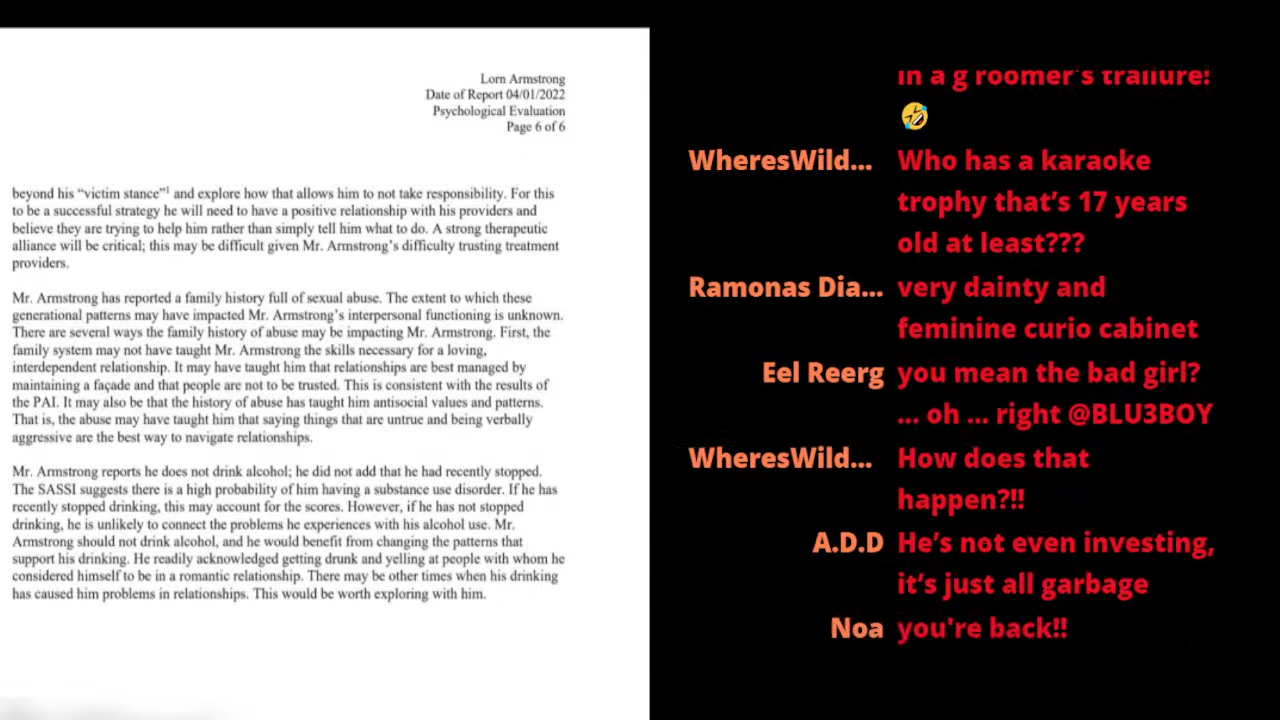 Lorn Armstrong
Date of Report 04/01/2022
Psychological Evaluation
Page 6 of 6
beyond his “victim stance”¹ and explore how that allows him to not take responsibility. For this
to be a successful strategy he will need to have a positive relationship with his providers and
believe they are trying to help him rather than simply tell him what to do. A strong therapeutic
alliance will be critical; this may be difficult given Mr. Armstrong’s difficulty trusting treatment
providers.
Mr. Armstrong has reported a family history full of sexual abuse. The extent to which these
generational patterns may have impacted Mr. Armstrong’s interpersonal functioning is unknown.
There are several ways the family history of abuse may be impacting Mr. Armstrong. First, the
family system may not have taught Mr. Armstrong the skills necessary for a loving,
interdependent relationship. It may have taught him that relationships are best managed by
maintaining a façade and that people are not to be trusted. This is consistent with the results of
the PAI. It may also be that the history of abuse has taught him antisocial values and patterns.
That is, the abuse may have taught him that saying things that are untrue and being verbally
aggressive are the best way to navigate relationships.
Mr. Armstrong reports he does not drink alcohol; he did not add that he had recently stopped.
The SASSI suggests there is a high probability of him having a substance use disorder. If he has
recently stopped drinking, this may account for the scores. However, if he has not stopped
drinking, he is unlikely to connect the problems he experiences with his alcohol use. Mr.
Armstrong should not drink alcohol, and he would benefit from changing the patterns that
support his drinking. He readily acknowledged getting drunk and yelling at people with whom he
considered himself to be in a romantic relationship. There may be other times when his drinking
has caused him problems in relationships. This would be worth exploring with him.
in a g roomer's trailure!
🤣
WheresWild... Who has a karaoke
trophy that’s 17 years
old at least???
Ramonas Dia... very dainty and
feminine curio cabinet
Eel Reerg you mean the bad girl?
... oh ... right @BLU3BOY
WheresWild... How does that
happen?!!
A.D.D He’s not even investing,
it’s just all garbage
Noa you're back!!